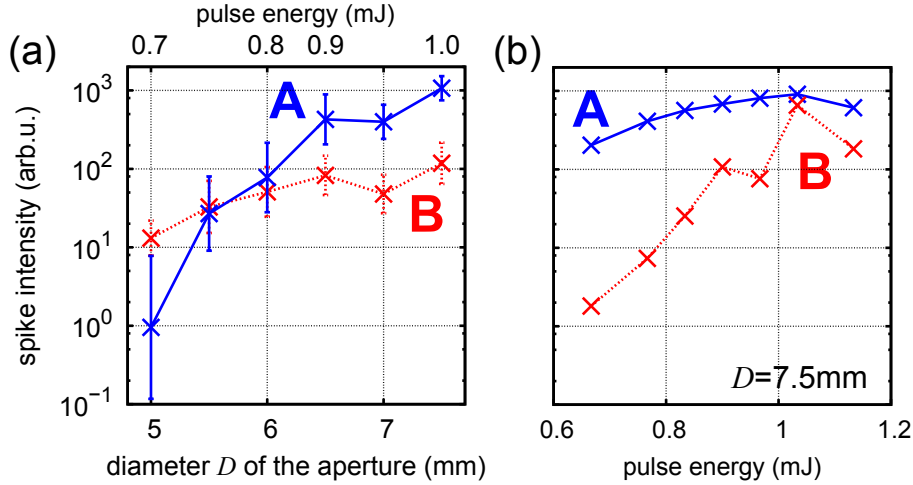 pulse energy (mJ)
(a) 0.7 0.8 0.9 1.0 (b)
10³
10²
10¹
10⁰
10⁻¹
spike intensity (arb.u.)
A
B
5 6 7
diameter D of the aperture (mm)
A
B
D=7.5mm
0.6 0.8 1 1.2
pulse energy (mJ)